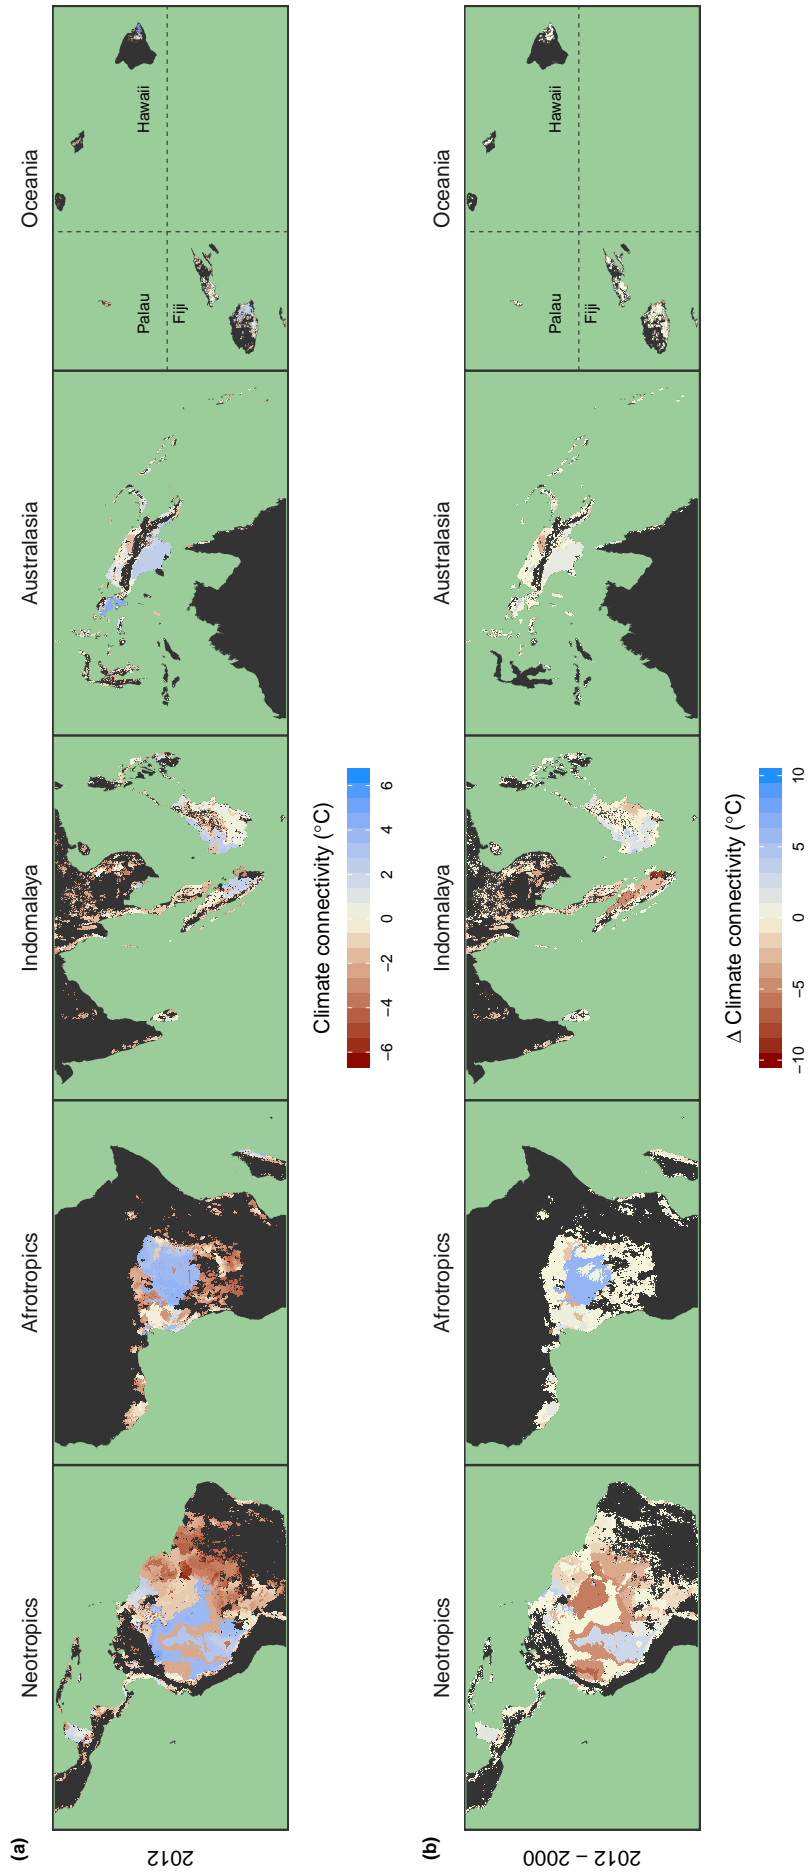 (a)
Neotropics
Afrotropics
Indomalaya
Australasia
Oceania
2012
Palau
Fiji
Hawaii
Climate connectivity (°C)
−6 −4 −2 0 2 4 6
(b)
Neotropics
Afrotropics
Indomalaya
Australasia
Oceania
2012 − 2000
Palau
Fiji
Hawaii
Δ Climate connectivity (°C)
−10 −5 0 5 10